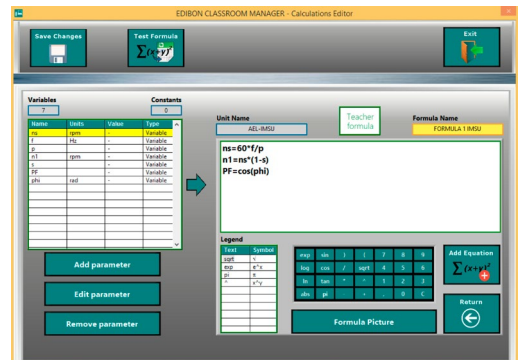 EDIBON CLASSROOM MANAGER - Calculations Editor
Save Changes
Test Formula
Exit
Σ(x+y)²
Variables
Constants
7
0
Name Units Value Type
ns rpm - Variable
f Hz - Variable
p - Variable
n1 rpm - Variable
s - Variable
PF - Variable
phi rad - Variable
Add parameter
Edit parameter
Remove parameter
Unit Name
AEL-IMSU
Teacher
formula
Formula Name
FORMULA 1 IMSU
ns=60*f/p
n1=ns*(1-s)
PF=cos(phi)
Legend
Text Symbol
sqrt √
exp e^x
pi π
^ x^y
exp sin ) ( 7 8 9
log cos / sqrt 4 5 6
ln tan * ^ 1 2 3
abs pi - + . 0 C
Formula Picture
Add Equation
Σ(x+y)²
Return